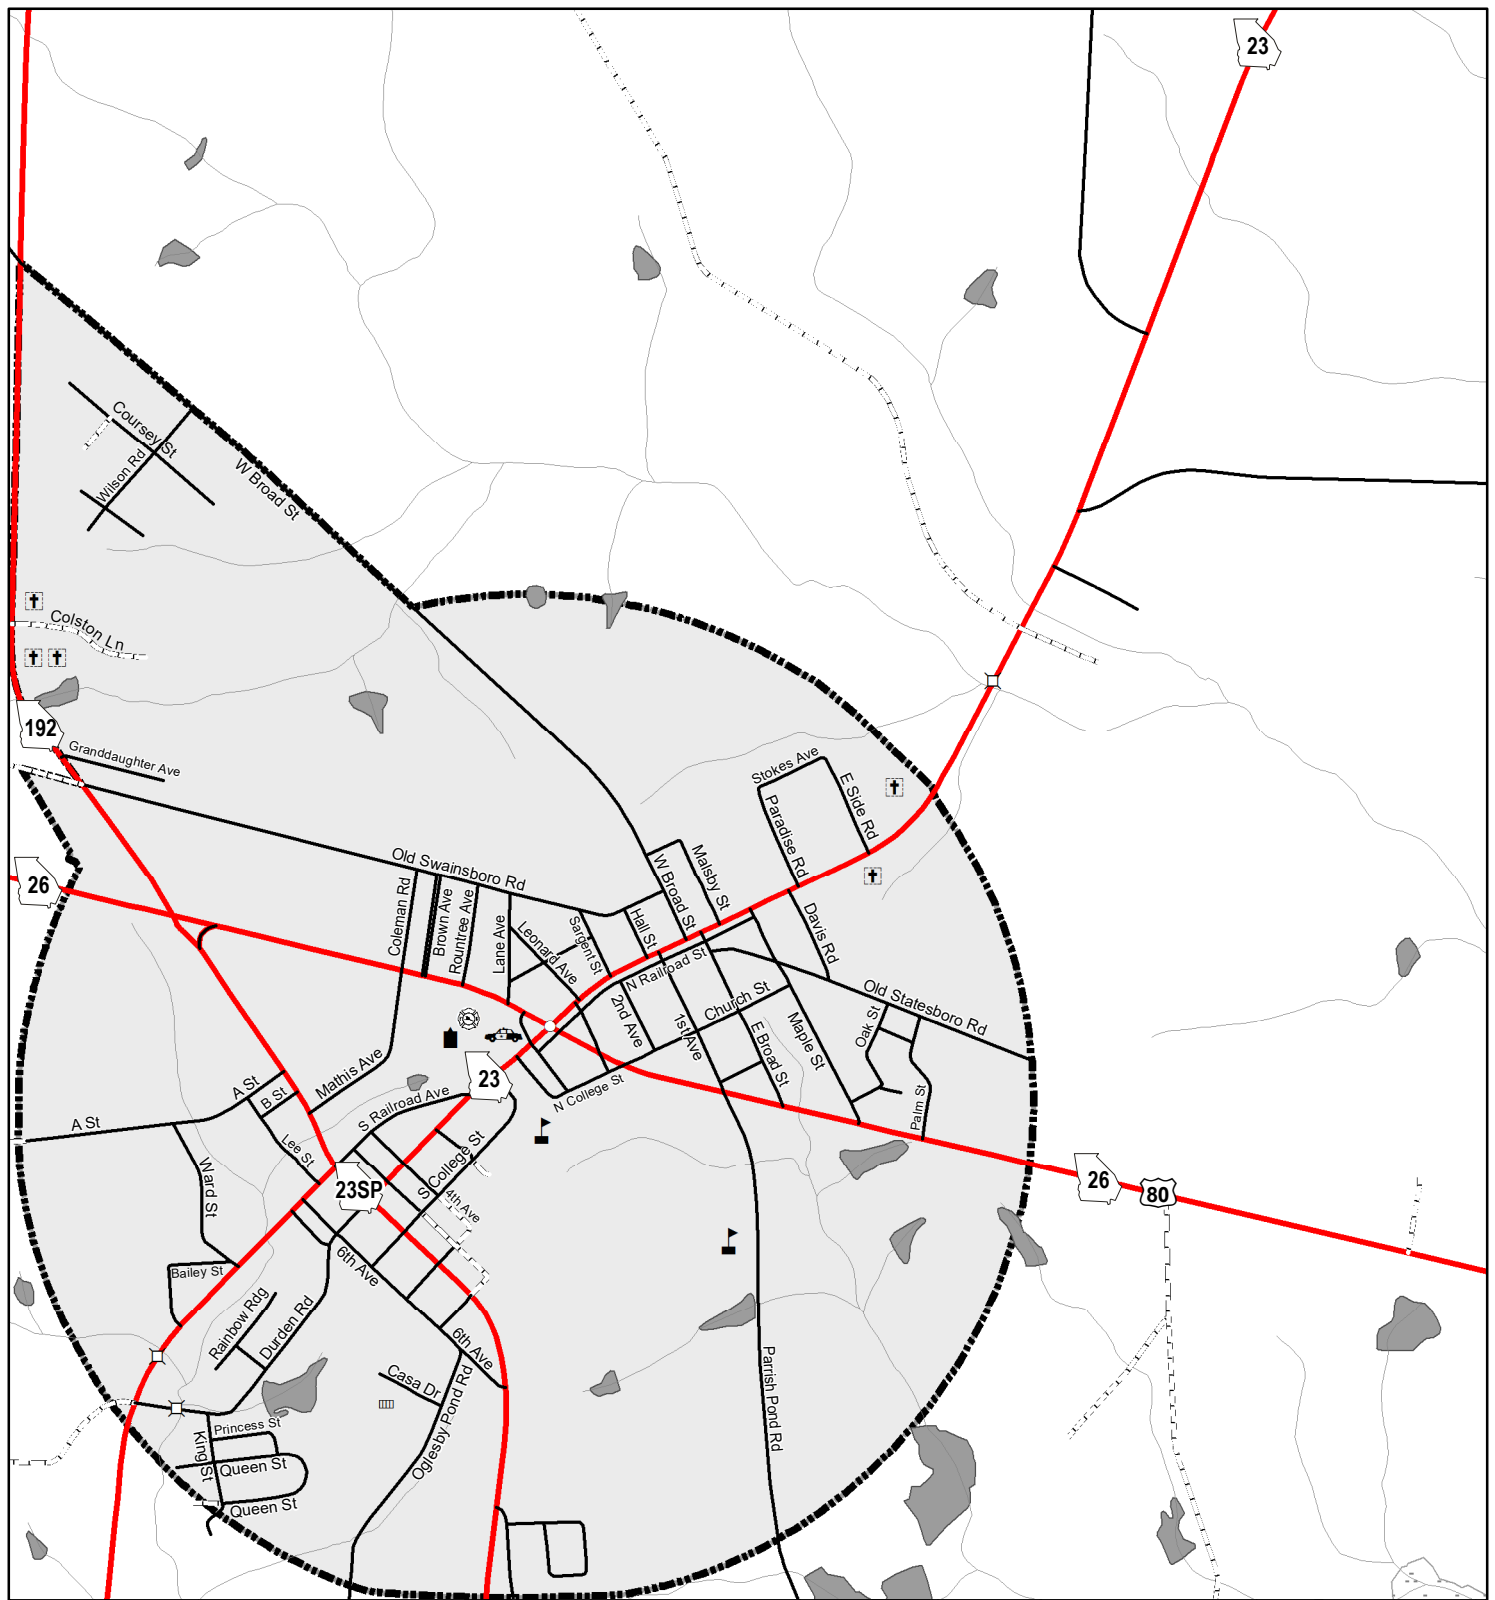 23
Coursey St
Wilson Rd
W Broad St
Colston Ln
192
Granddaughter Ave
Stokes Ave
E Side Rd
Paradise Rd
Old Swainsboro Rd
Malsby St
W Broad St
26
Coleman Rd
Brown Ave
Rountree Ave
Lane Ave
Leonard Ave
Sargent St
Hall St
Davis Rd
N Railroad St
2nd Ave
1st Ave
Church St
E Broad St
Maple St
Old Statesboro Rd
Oak St
Palm St
23
N College St
Mathis Ave
A St
B St
A St
S Railroad Ave
Lee St
S College St
Ward St
23SP
4th Ave
26
80
6th Ave
Bailey St
Rainbow Rdg
Durden Rd
6th Ave
Casa Dr
Oglesby Pond Rd
Parrish Pond Rd
Princess St
King St
Queen St
Queen St